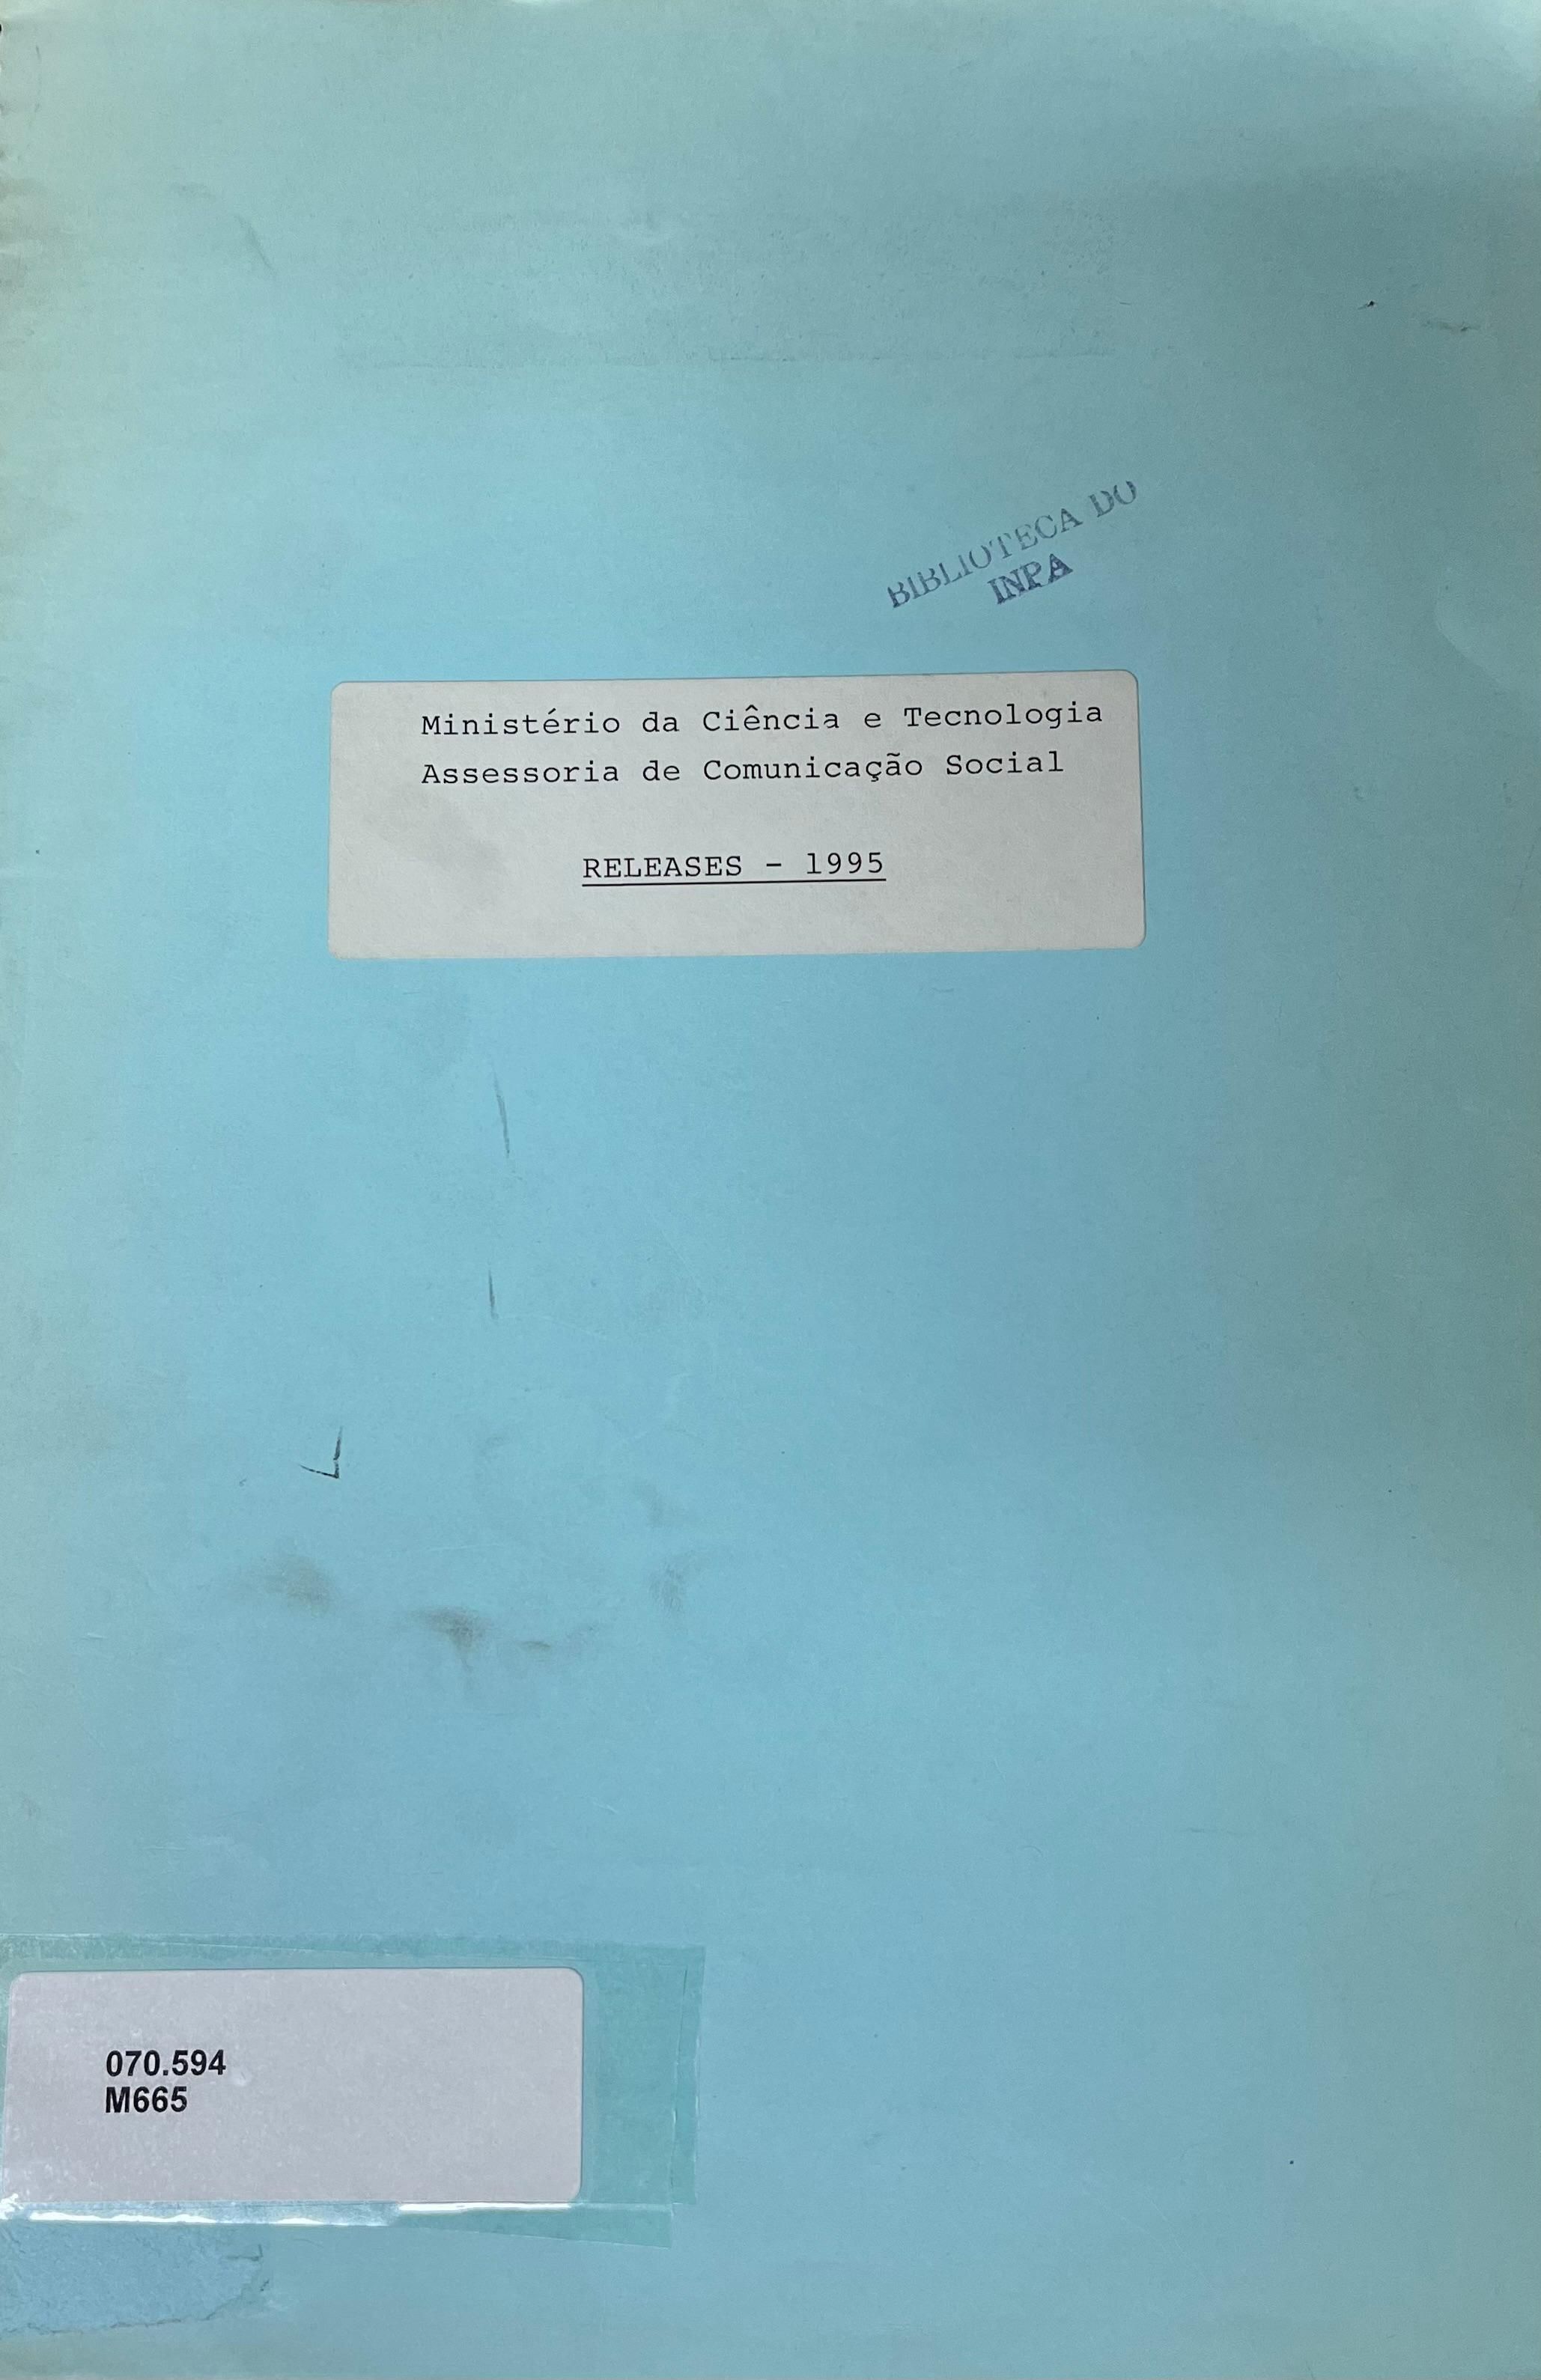 BIBLIOTECA DO
INPA
Ministério da Ciência e Tecnologia
Assessoria de Comunicação Social
RELEASES - 1995
070.594
M665